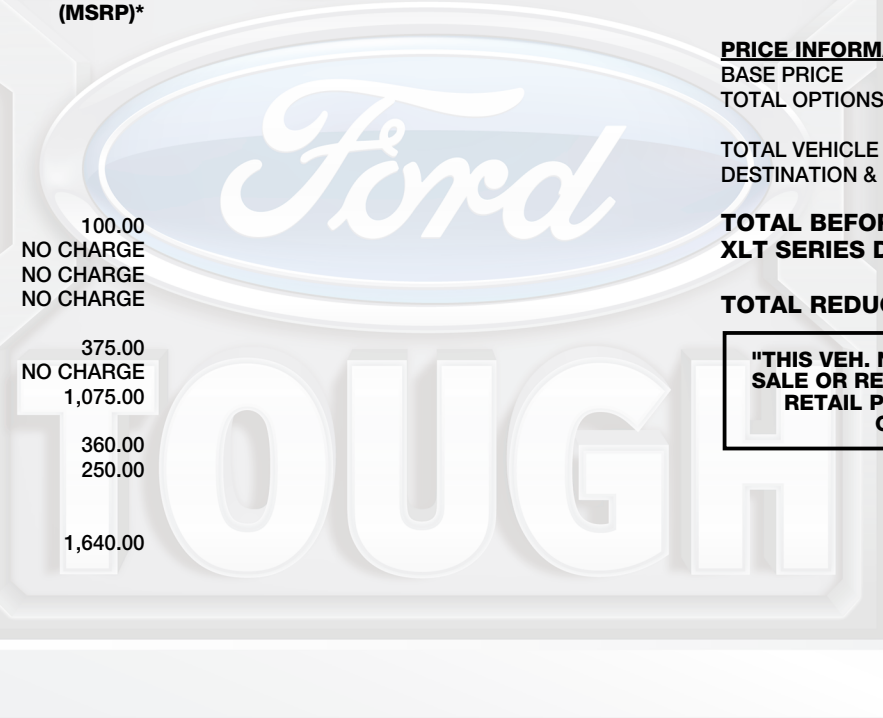 (MSRP)*
100.00
NO CHARGE
NO CHARGE
NO CHARGE
375.00
NO CHARGE
1,075.00
360.00
250.00
1,640.00
PRICE INFORMA
BASE PRICE
TOTAL OPTIONS
TOTAL VEHICLE
DESTINATION &
TOTAL BEFOR
XLT SERIES D
TOTAL REDUC
"THIS VEH. 
SALE OR RE
RETAIL P
Ford
TOUGH